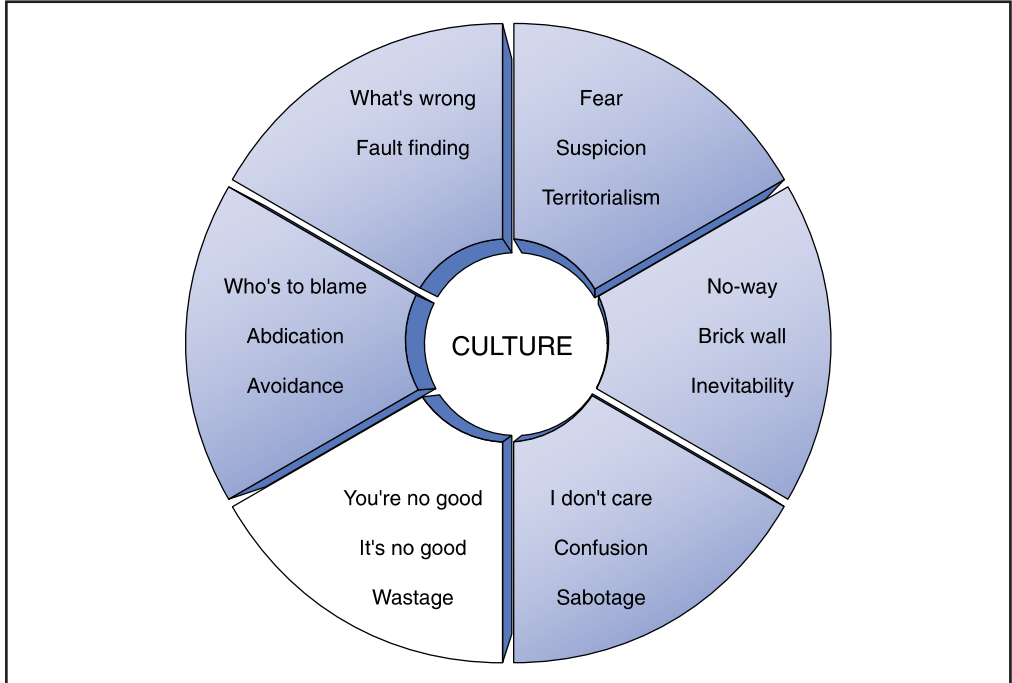 What's wrong
Fault finding
Fear
Suspicion
Territorialism
Who's to blame
Abdication
Avoidance
CULTURE
No-way
Brick wall
Inevitability
You're no good
It's no good
Wastage
I don't care
Confusion
Sabotage